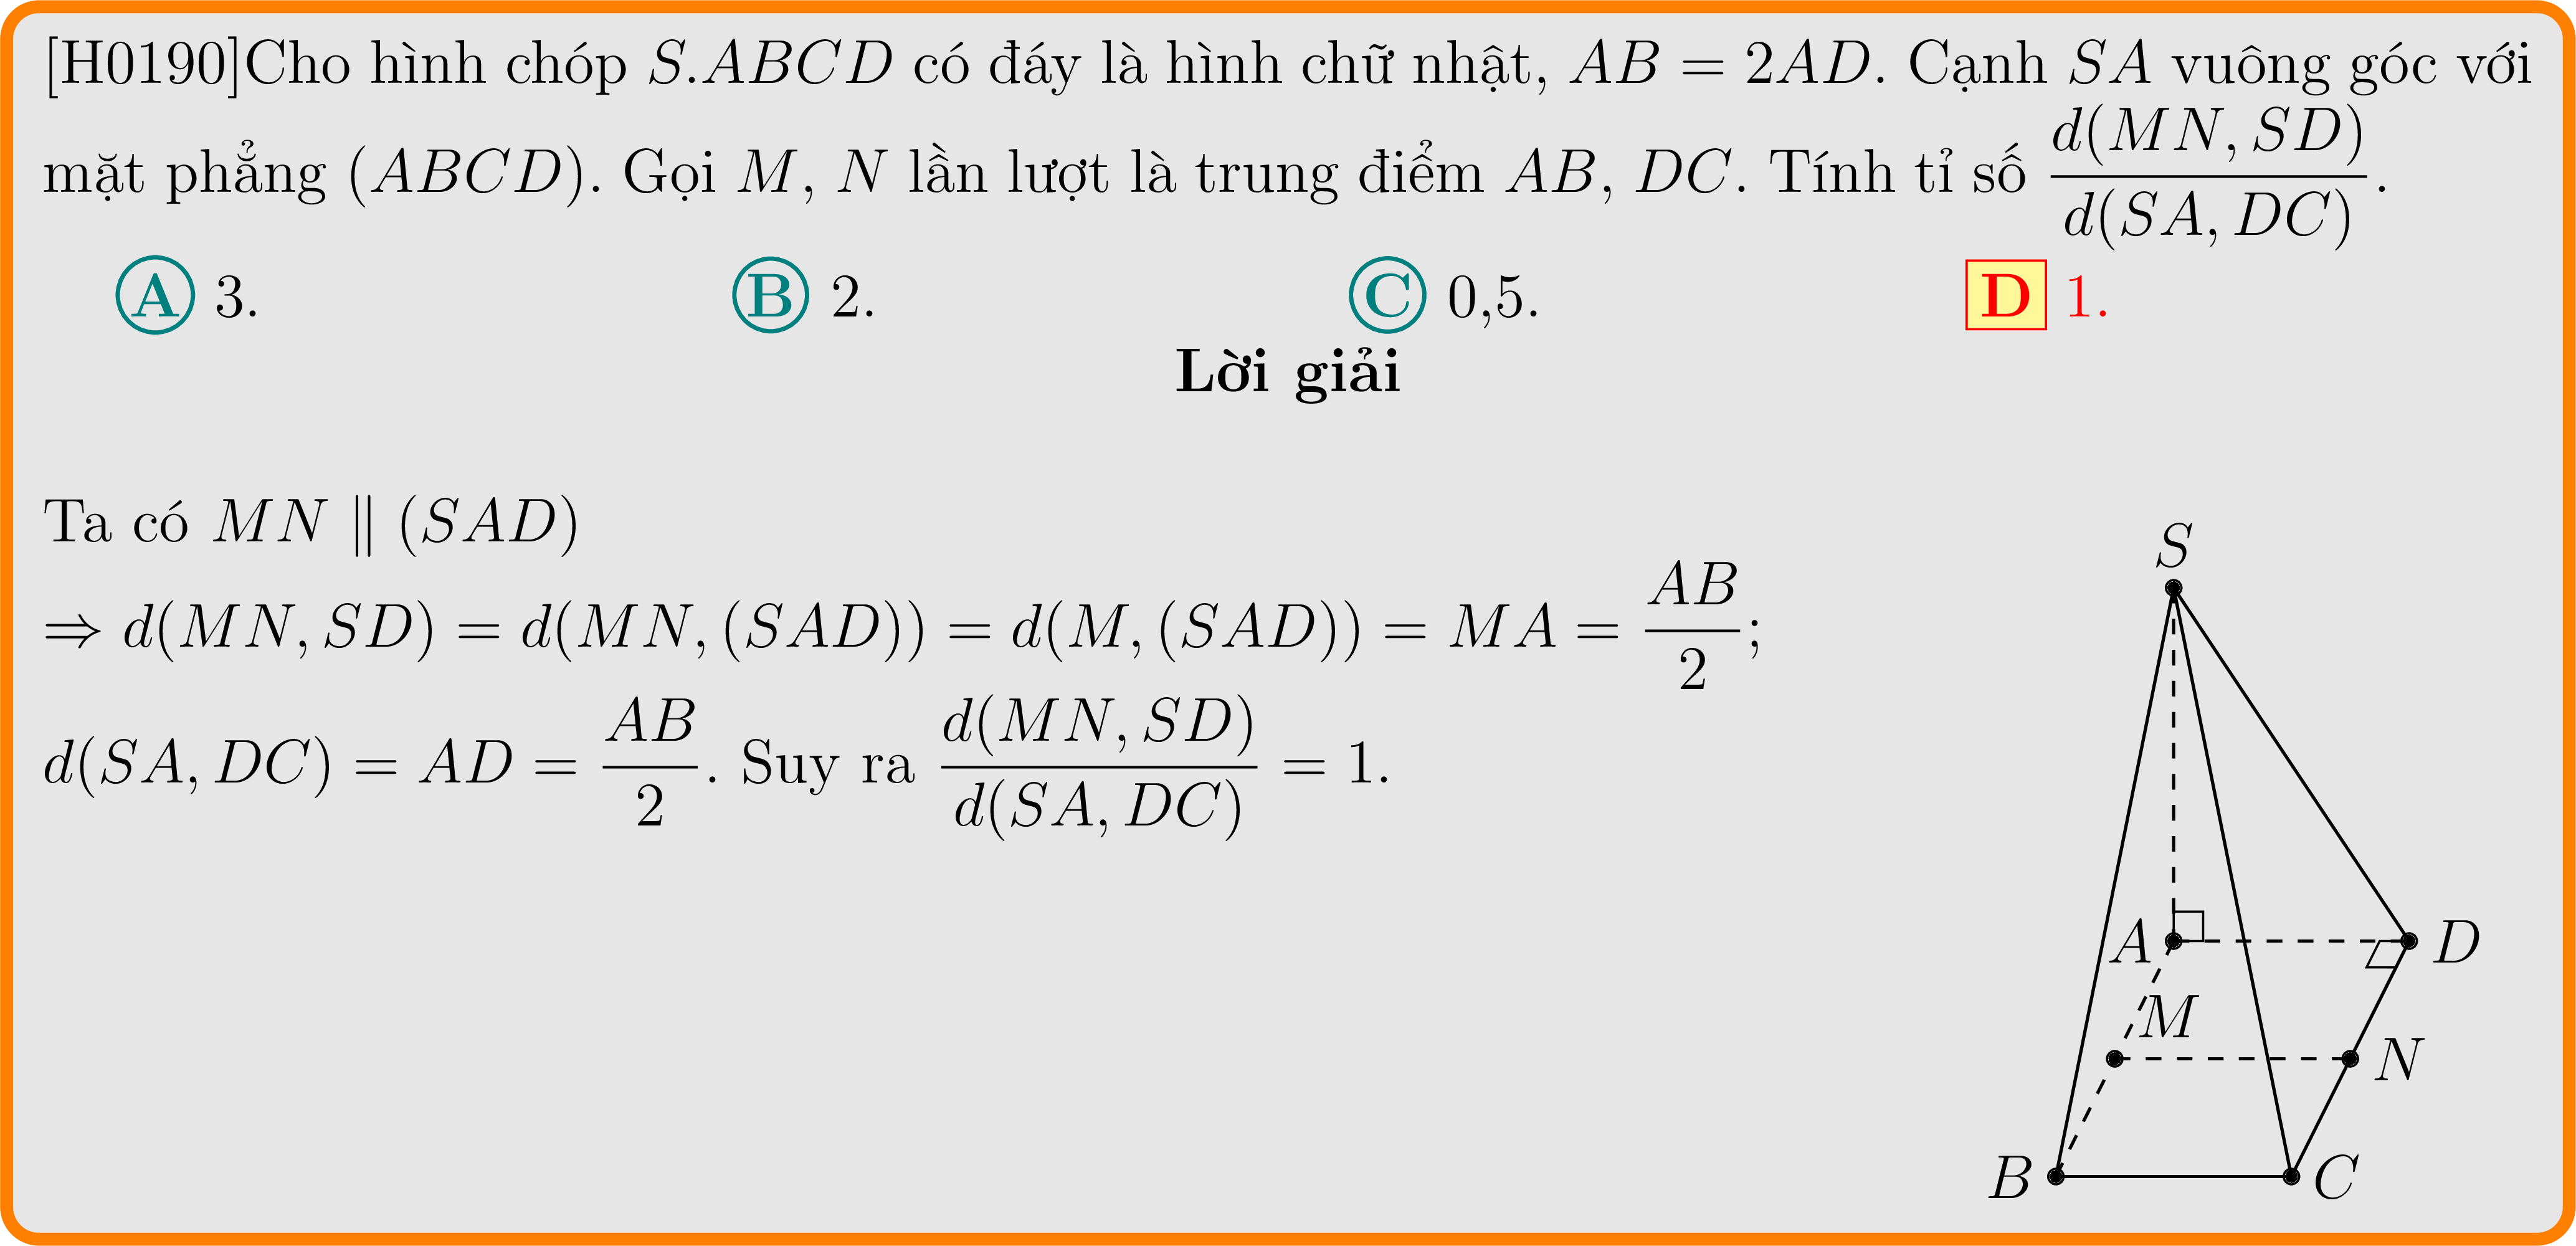 [H0190]Cho hình chóp S.ABCD có đáy là hình chữ nhật, AB = 2AD. Cạnh SA vuông góc với
mặt phẳng (ABCD). Gọi M, N lần lượt là trung điểm AB, DC. Tính tỉ số \frac{d(MN, SD)}{d(SA, DC)}.
A 3. B 2. C 0,5. D 1.
Lời giải
Ta có MN ∥ (SAD)
⇒ d(MN, SD) = d(MN, (SAD)) = d(M, (SAD)) = MA = \frac{AB}{2};
d(SA, DC) = AD = \frac{AB}{2}. Suy ra \frac{d(MN, SD)}{d(SA, DC)} = 1.
S
A
D
M
N
B
C